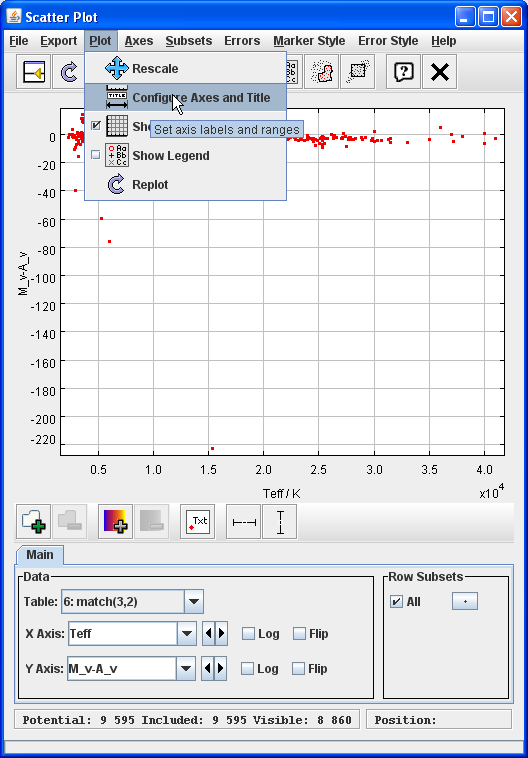 Scatter Plot
File Export Plot Axes Subsets Errors Marker Style Error Style Help
Rescale
TITLE
Configure Axes and Title
Sho
Set axis labels and ranges
Show Legend
Replot
0
-20
-40
-60
-80
-100
-120
-140
-160
-180
-200
-220
M_v-A_v
0.5 1.0 1.5 2.0 2.5 3.0 3.5 4.0
Teff / K
x10^4
Txt
Main
Data
Table: 6: match(3,2)
X Axis: Teff Log Flip
Y Axis: M_v-A_v Log Flip
Row Subsets
All
Potential: 9 595 Included: 9 595 Visible: 8 860
Position: